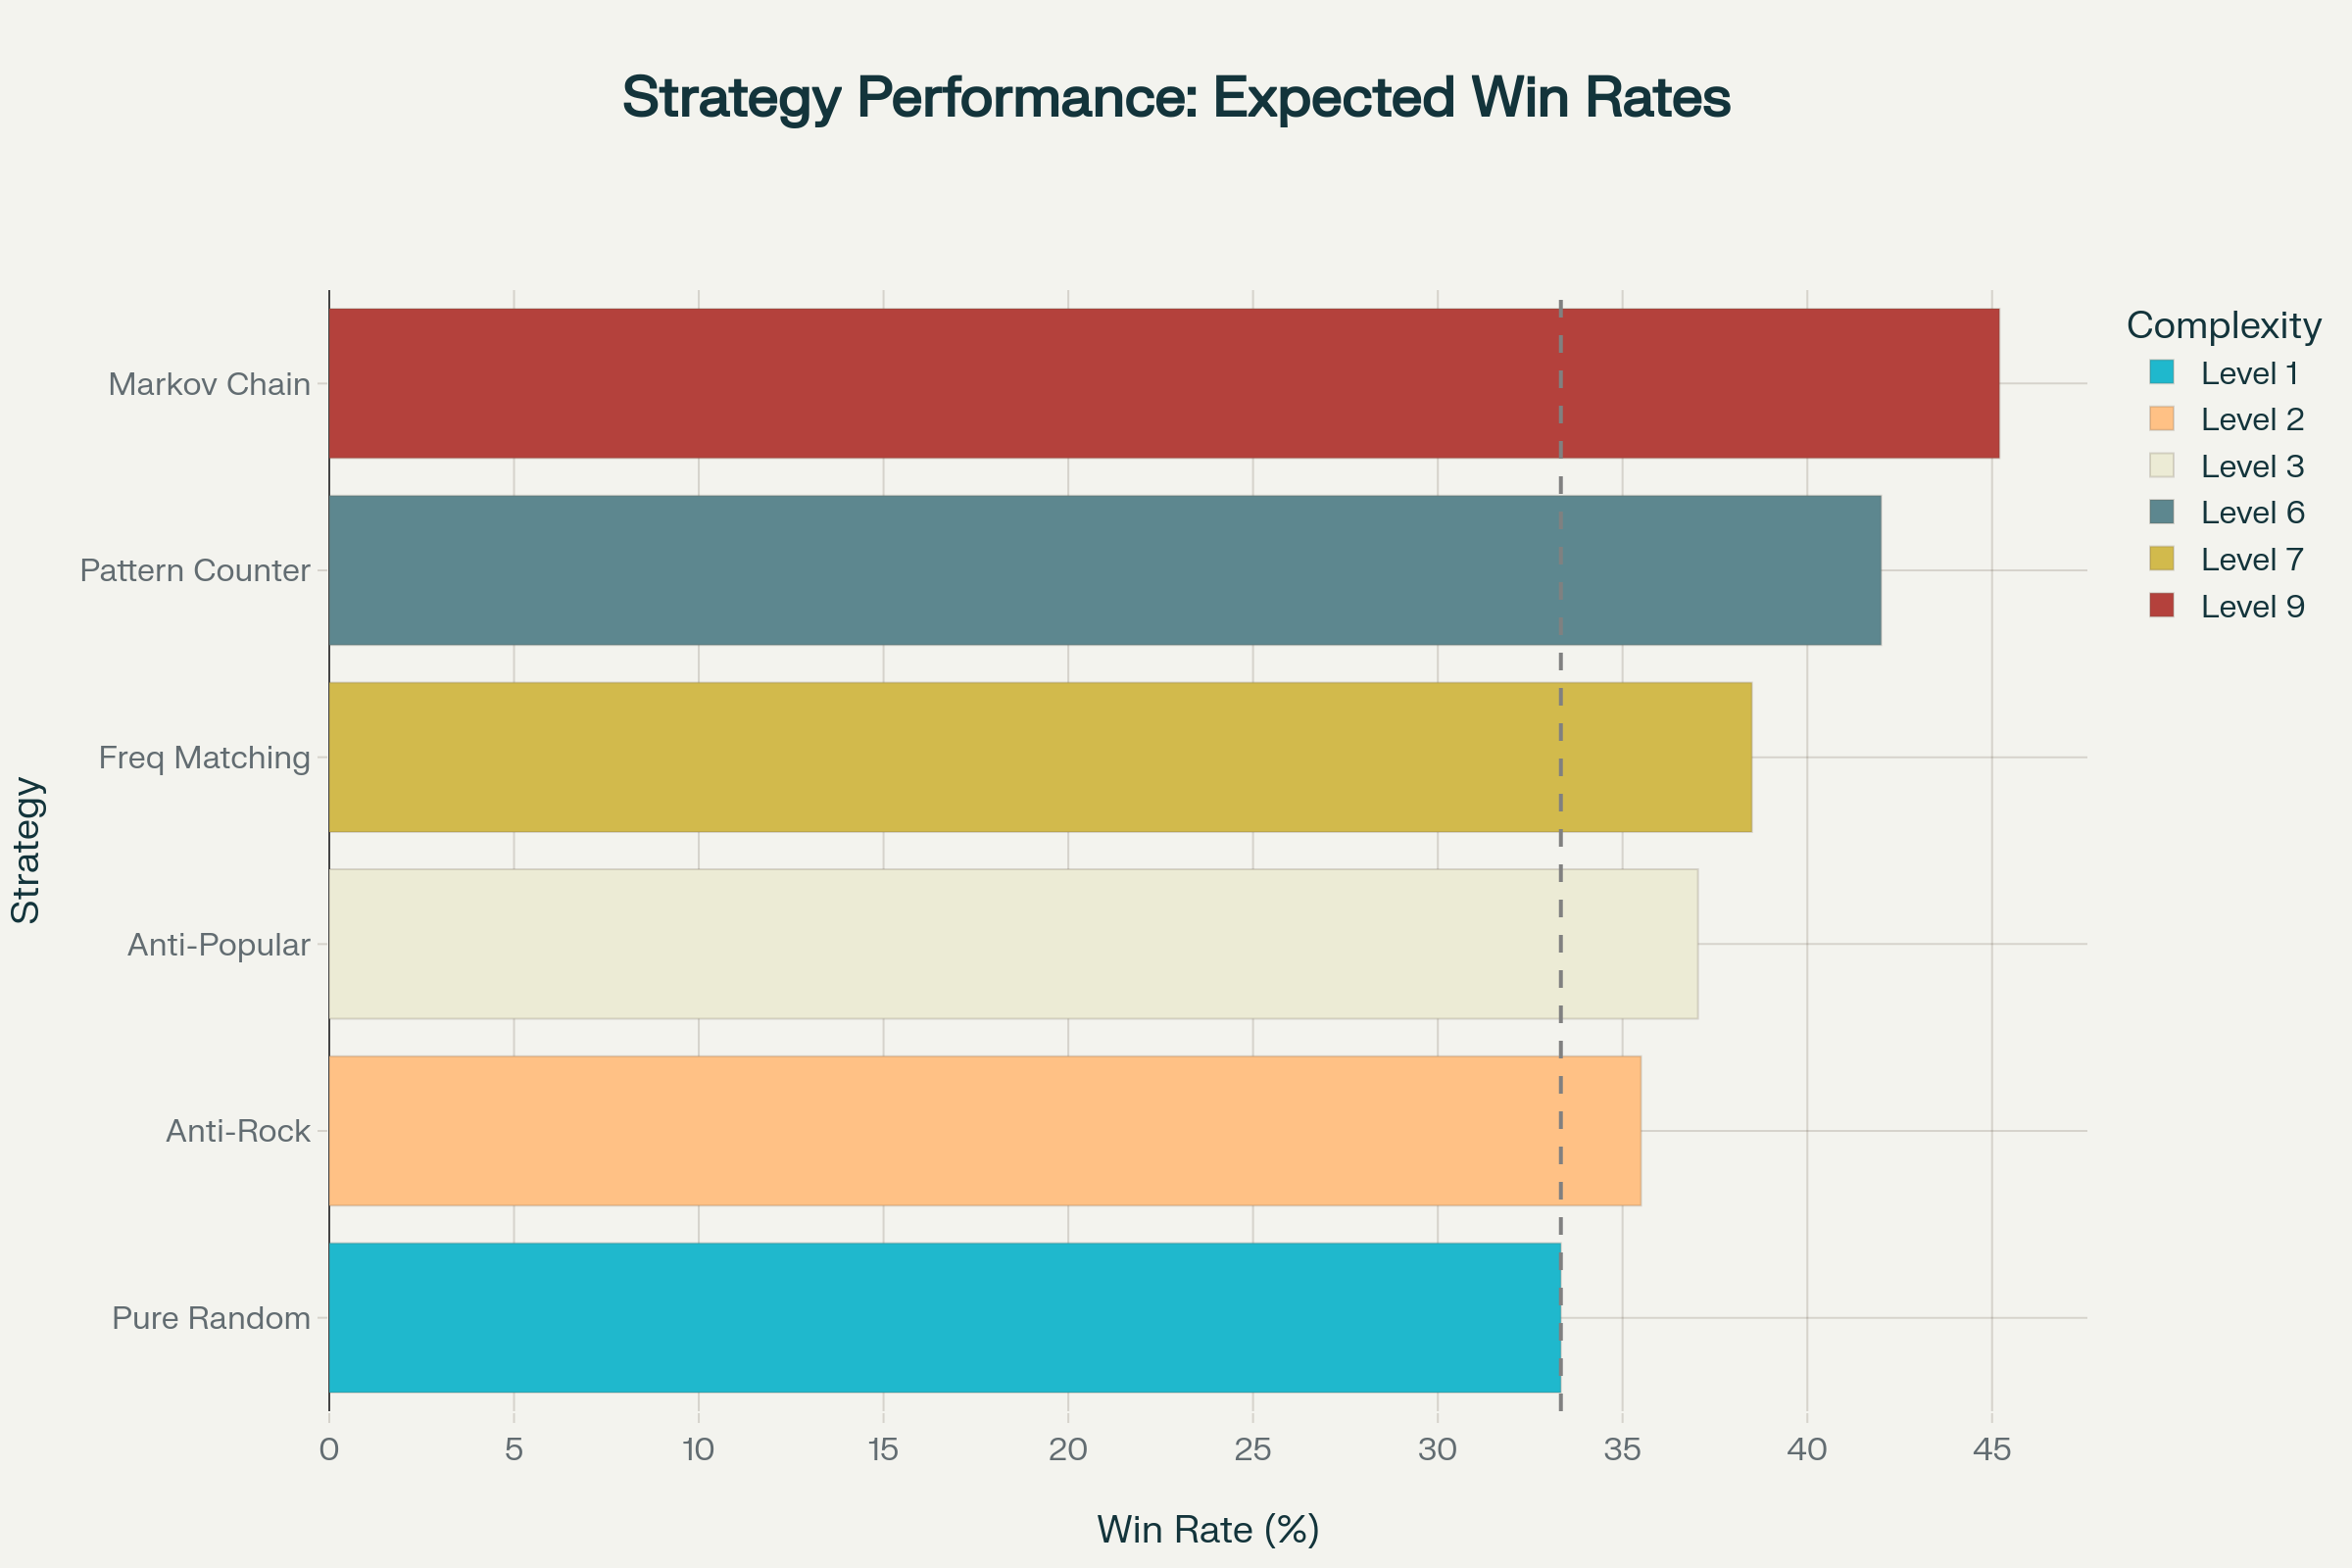 Strategy Performance: Expected Win Rates
Complexity
Level 1
Level 2
Level 3
Level 6
Level 7
Level 9
Strategy
Markov Chain
Pattern Counter
Freq Matching
Anti-Popular
Anti-Rock
Pure Random
0 5 10 15 20 25 30 35 40 45
Win Rate (%)